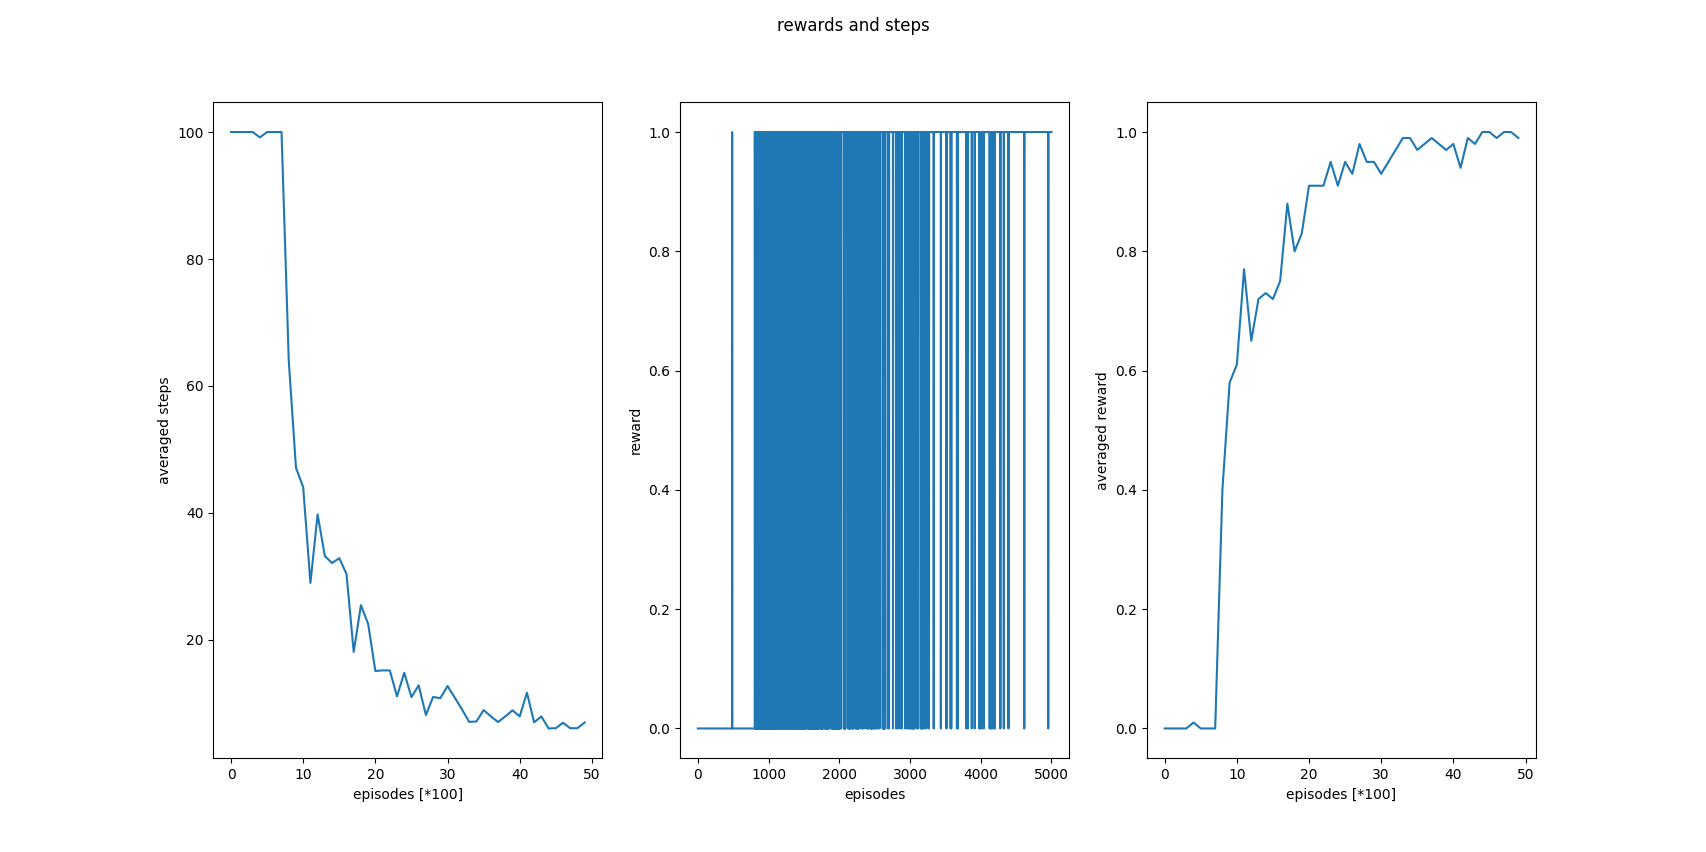 rewards and steps
100
80
60
40
20
averaged steps
0 10 20 30 40 50
episodes [*100]
1.0
0.8
0.6
0.4
0.2
0.0
reward
0 1000 2000 3000 4000 5000
episodes
1.0
0.8
0.6
0.4
0.2
0.0
averaged reward
0 10 20 30 40 50
episodes [*100]